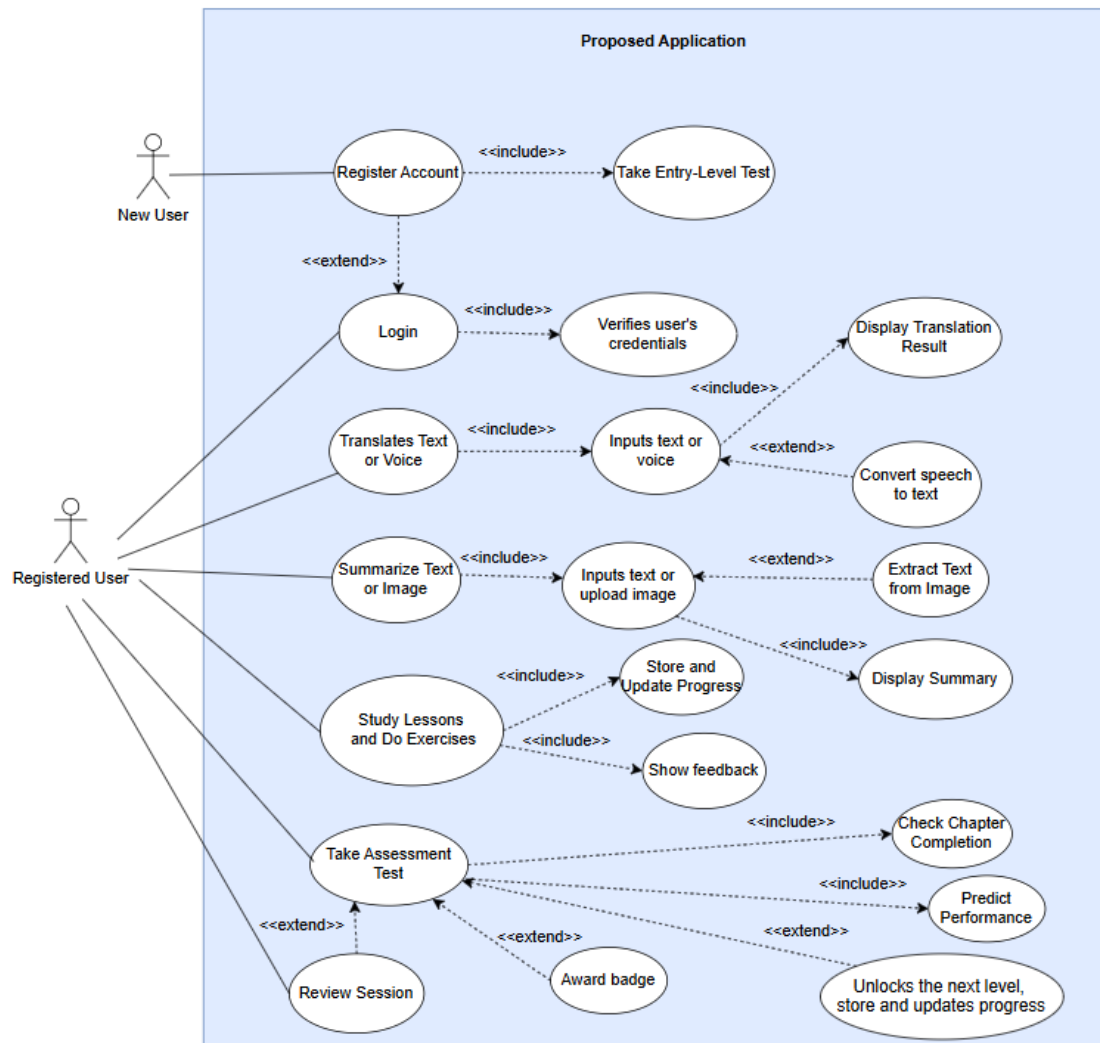 Proposed Application
<<include>>
Register Account
Take Entry-Level Test
New User
<<extend>>
<<include>>
Login
Verifies user's
credentials
Display Translation
Result
<<include>>
Translates Text
or Voice
<<include>>
Inputs text or
voice
<<extend>>
Convert speech
to text
Registered User
Summarize Text
or Image
<<include>>
Inputs text or
upload image
<<extend>>
Extract Text
from Image
<<include>>
Display Summary
Study Lessons
and Do Exercises
<<include>>
Store and
Update Progress
<<include>>
Show feedback
Take Assessment
Test
<<include>>
Check Chapter
Completion
<<include>>
Predict
Performance
<<extend>>
<<extend>>
<<extend>>
Review Session
Award badge
Unlocks the next level,
store and updates progress